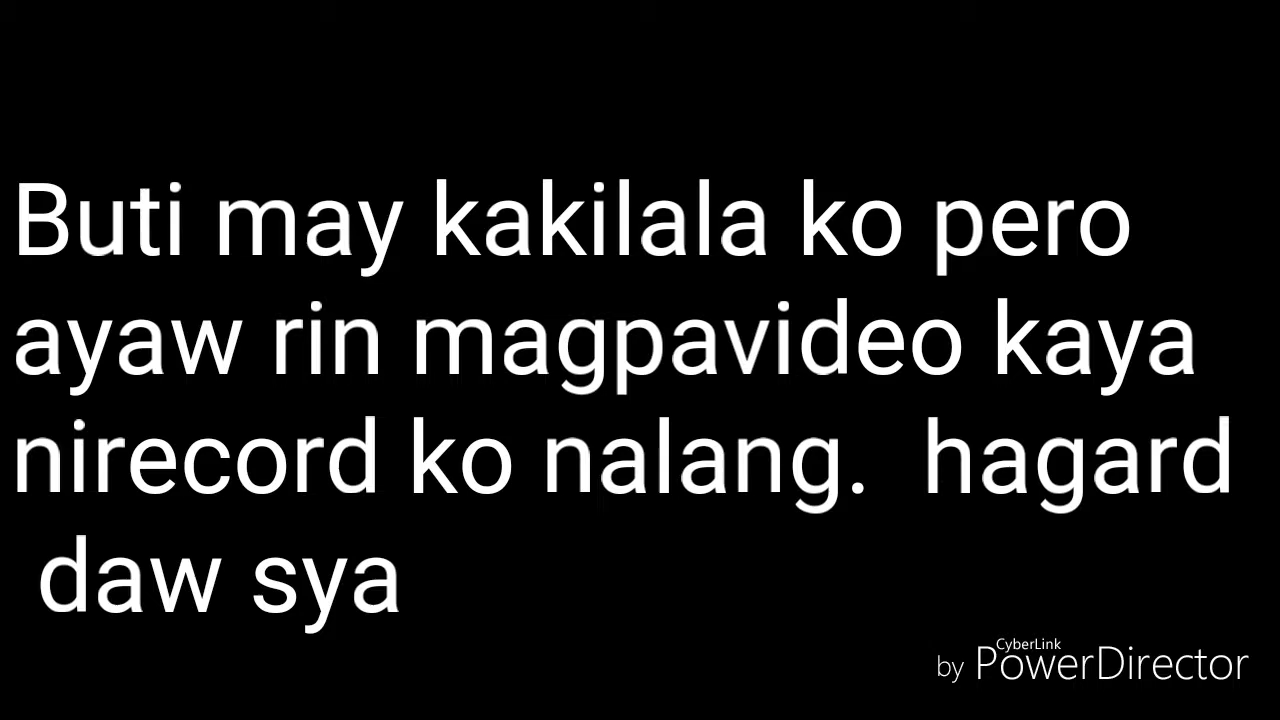 Buti may kakilala ko pero
ayaw rin magpavideo kaya
nirecord ko nalang.  hagard
daw sya
CyberLink
by PowerDirector